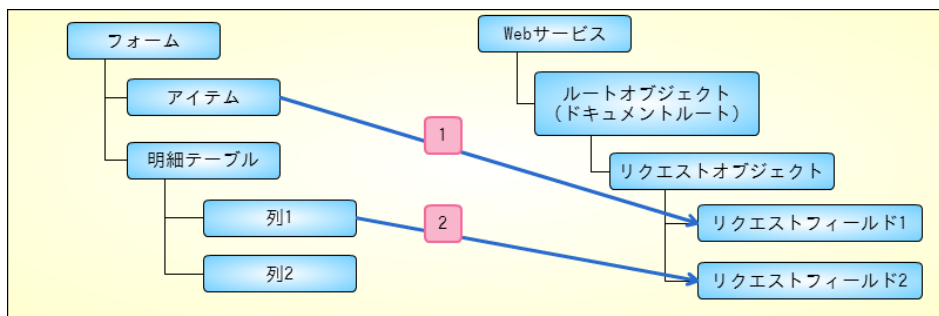 フォーム
アイテム
明細テーブル
列1
列2
1
2
Webサービス
ルートオブジェクト
(ドキュメントルート)
リクエストオブジェクト
リクエストフィールド1
リクエストフィールド2